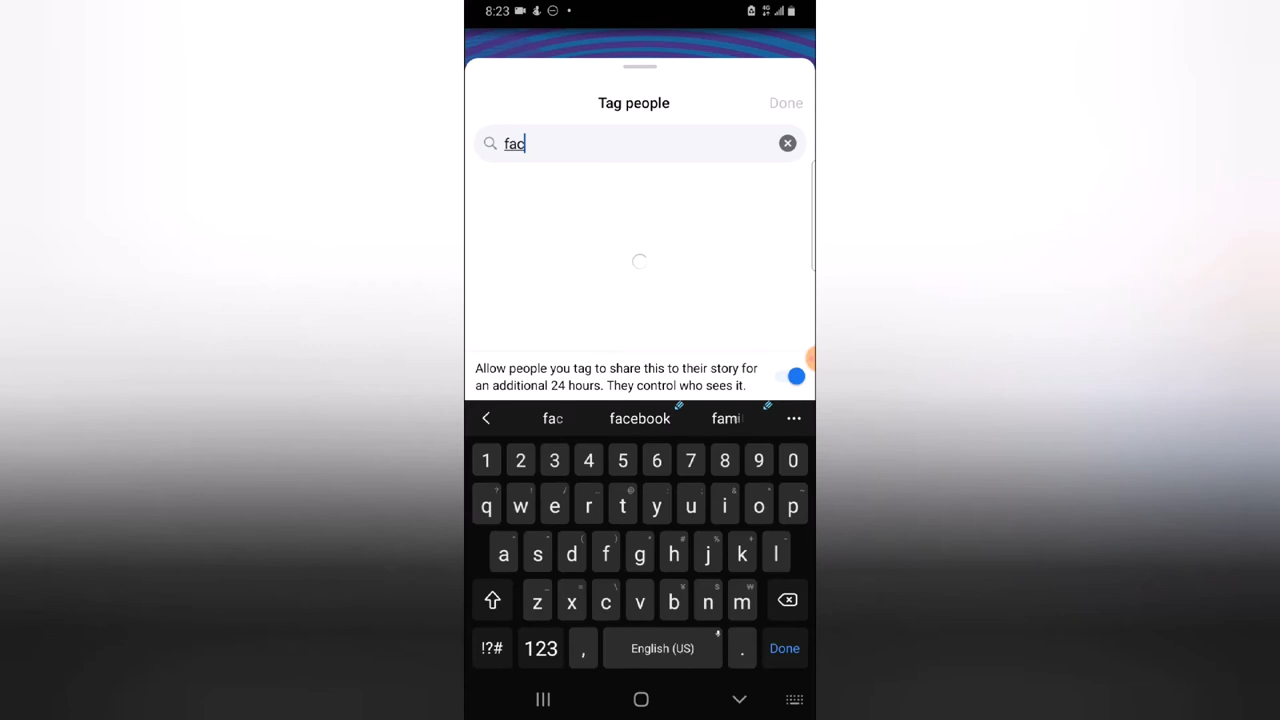 8:23
4G
Tag people
Done
fac
Allow people you tag to share this to their story for
an additional 24 hours. They control who sees it.
fac facebook fami
1 2 3 4 5 6 7 8 9 0
q w e r t y u i o p
a s d f g h j k l
z x c v b n m
!?# 123 , English (US) . Done